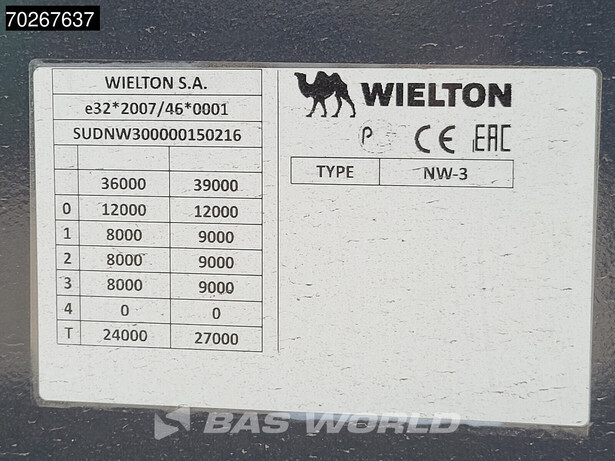 70267637
WIELTON S.A.
e32*2007/46*0001
SUDNW300000150216
36000 39000
0 12000 12000
1 8000 9000
2 8000 9000
3 8000 9000
4 0 0
T 24000 27000
WIELTON
CE EAC
TYPE NW-3
BAS WORLD